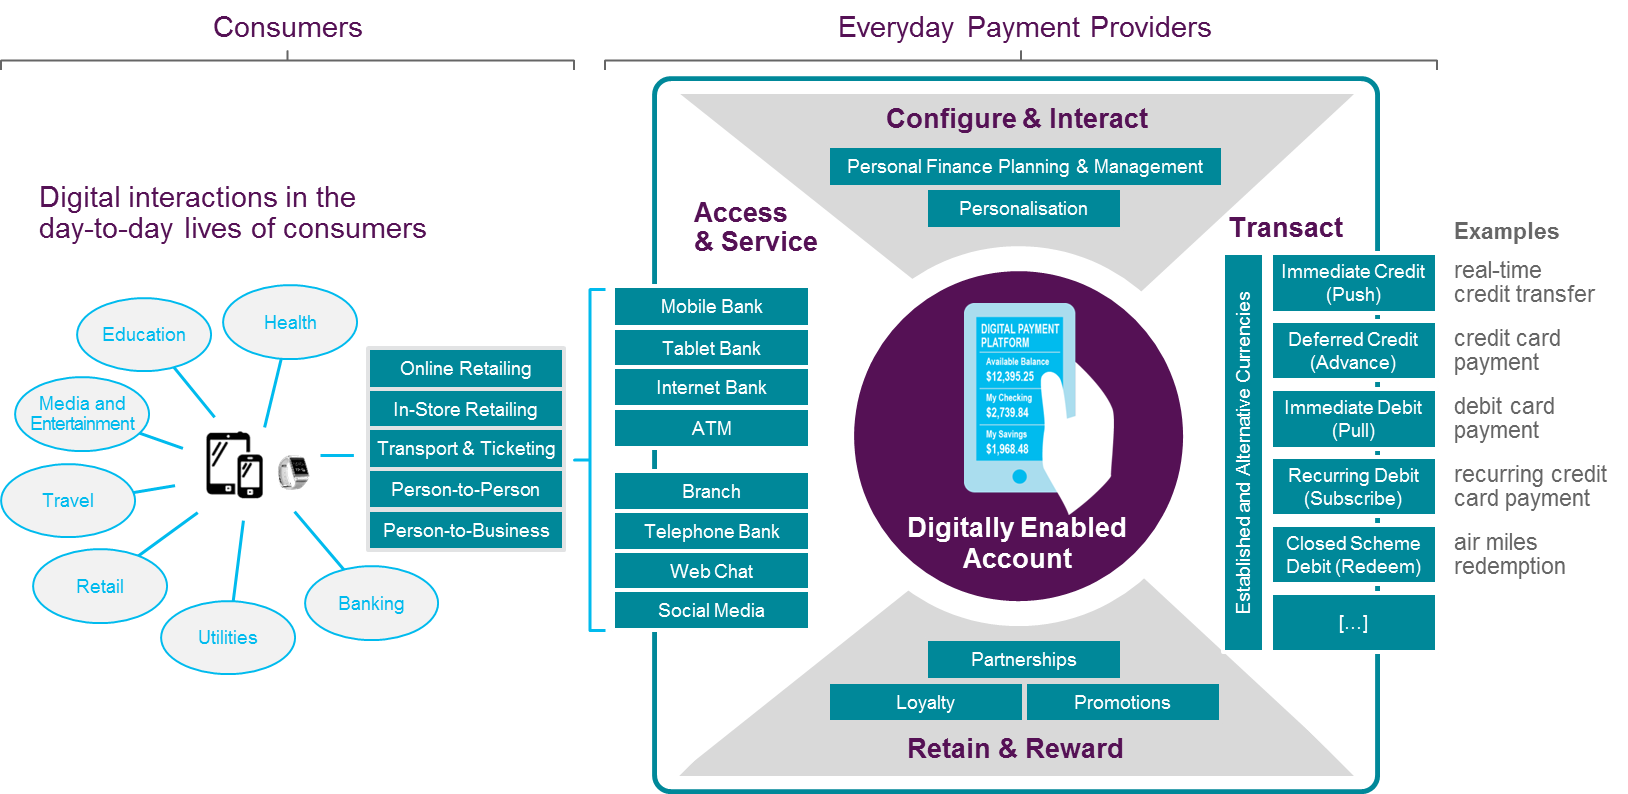 Consumers
Everyday Payment Providers
Digital interactions in the
day-to-day lives of consumers
Education
Health
Media and
Entertainment
Travel
Retail
Utilities
Banking
Online Retailing
In-Store Retailing
Transport & Ticketing
Person-to-Person
Person-to-Business
Access
& Service
Mobile Bank
Tablet Bank
Internet Bank
ATM
Branch
Telephone Bank
Web Chat
Social Media
Configure & Interact
Personal Finance Planning & Management
Personalisation
DIGITAL PAYMENT
PLATFORM
Available Balance
$12,395.25
My Checking
$2,739.84
My Savings
$1,968.48
Digitally Enabled
Account
Partnerships
Loyalty
Promotions
Retain & Reward
Transact
Established and Alternative Currencies
Immediate Credit
(Push)
Deferred Credit
(Advance)
Immediate Debit
(Pull)
Recurring Debit
(Subscribe)
Closed Scheme
Debit (Redeem)
[…]
Examples
real-time
credit transfer
credit card
payment
debit card
payment
recurring credit
card payment
air miles
redemption